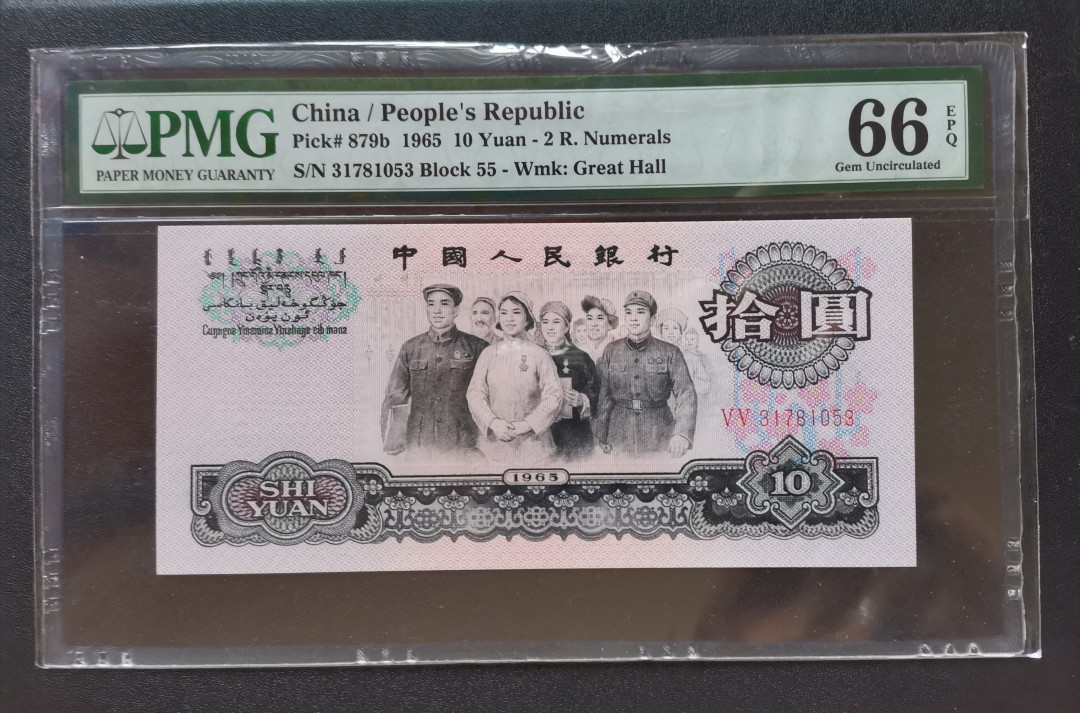 PMG
PAPER MONEY GUARANTY
China / People's Republic
Pick# 879b 1965 10 Yuan - 2 R. Numerals
S/N 31781053 Block 55 - Wmk: Great Hall
66
EPQ
Gem Uncirculated
中國人民銀行
拾圓
VV 31781053
1965
SHI
YUAN
10